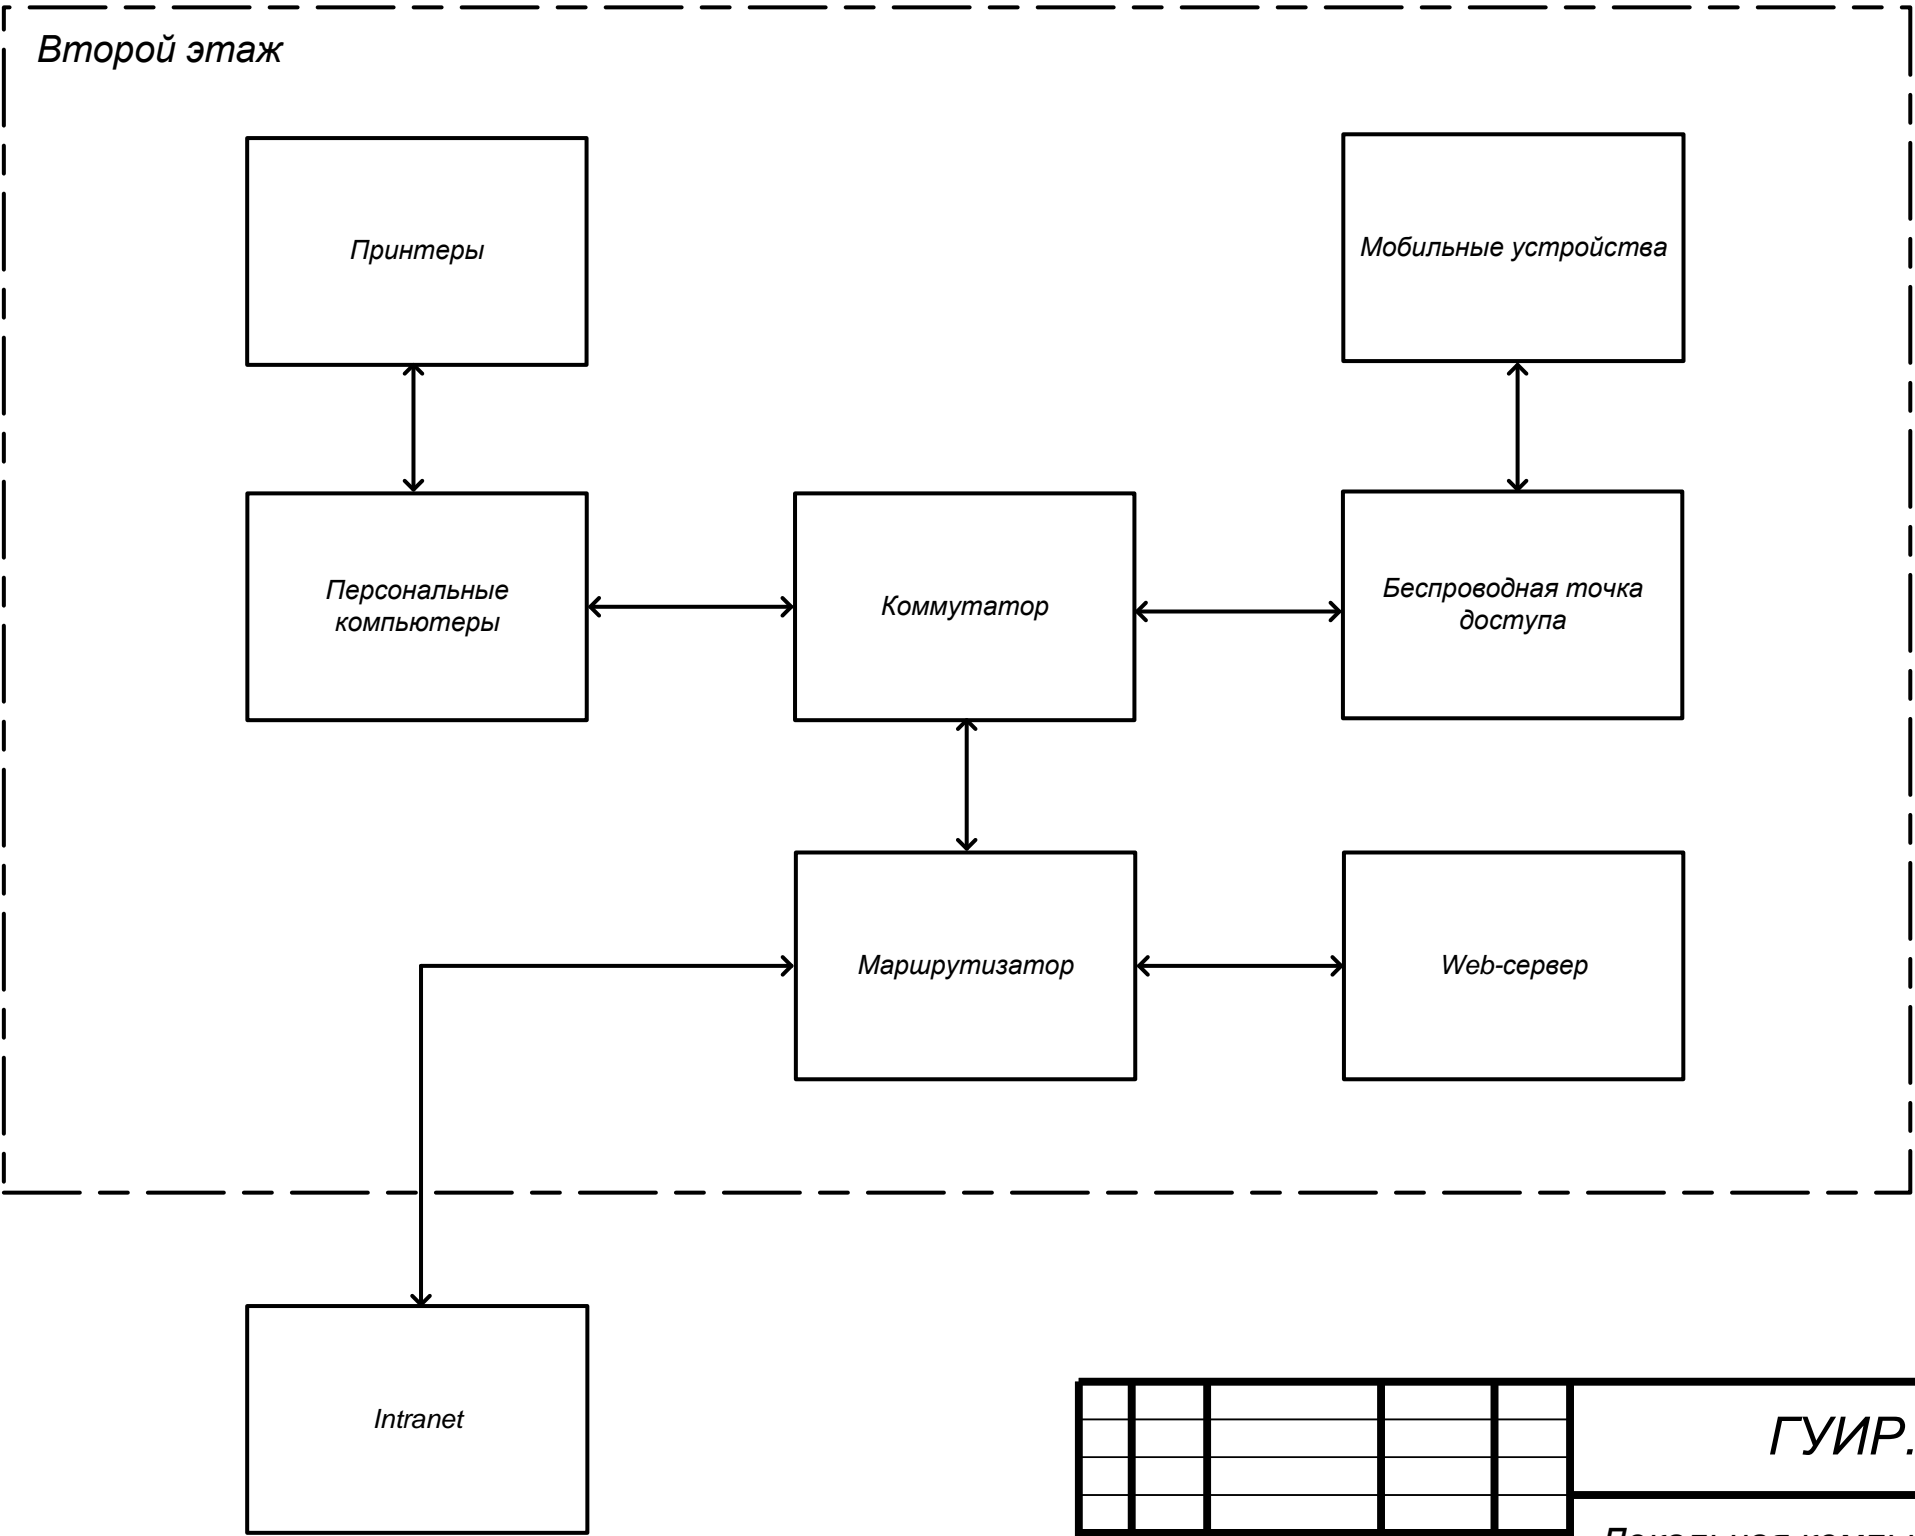 Второй этаж
Принтеры
Мобильные устройства
Персональные
компьютеры
Коммутатор
Беспроводная точка
доступа
Маршрутизатор
Web-сервер
Intranet
ГУИР.